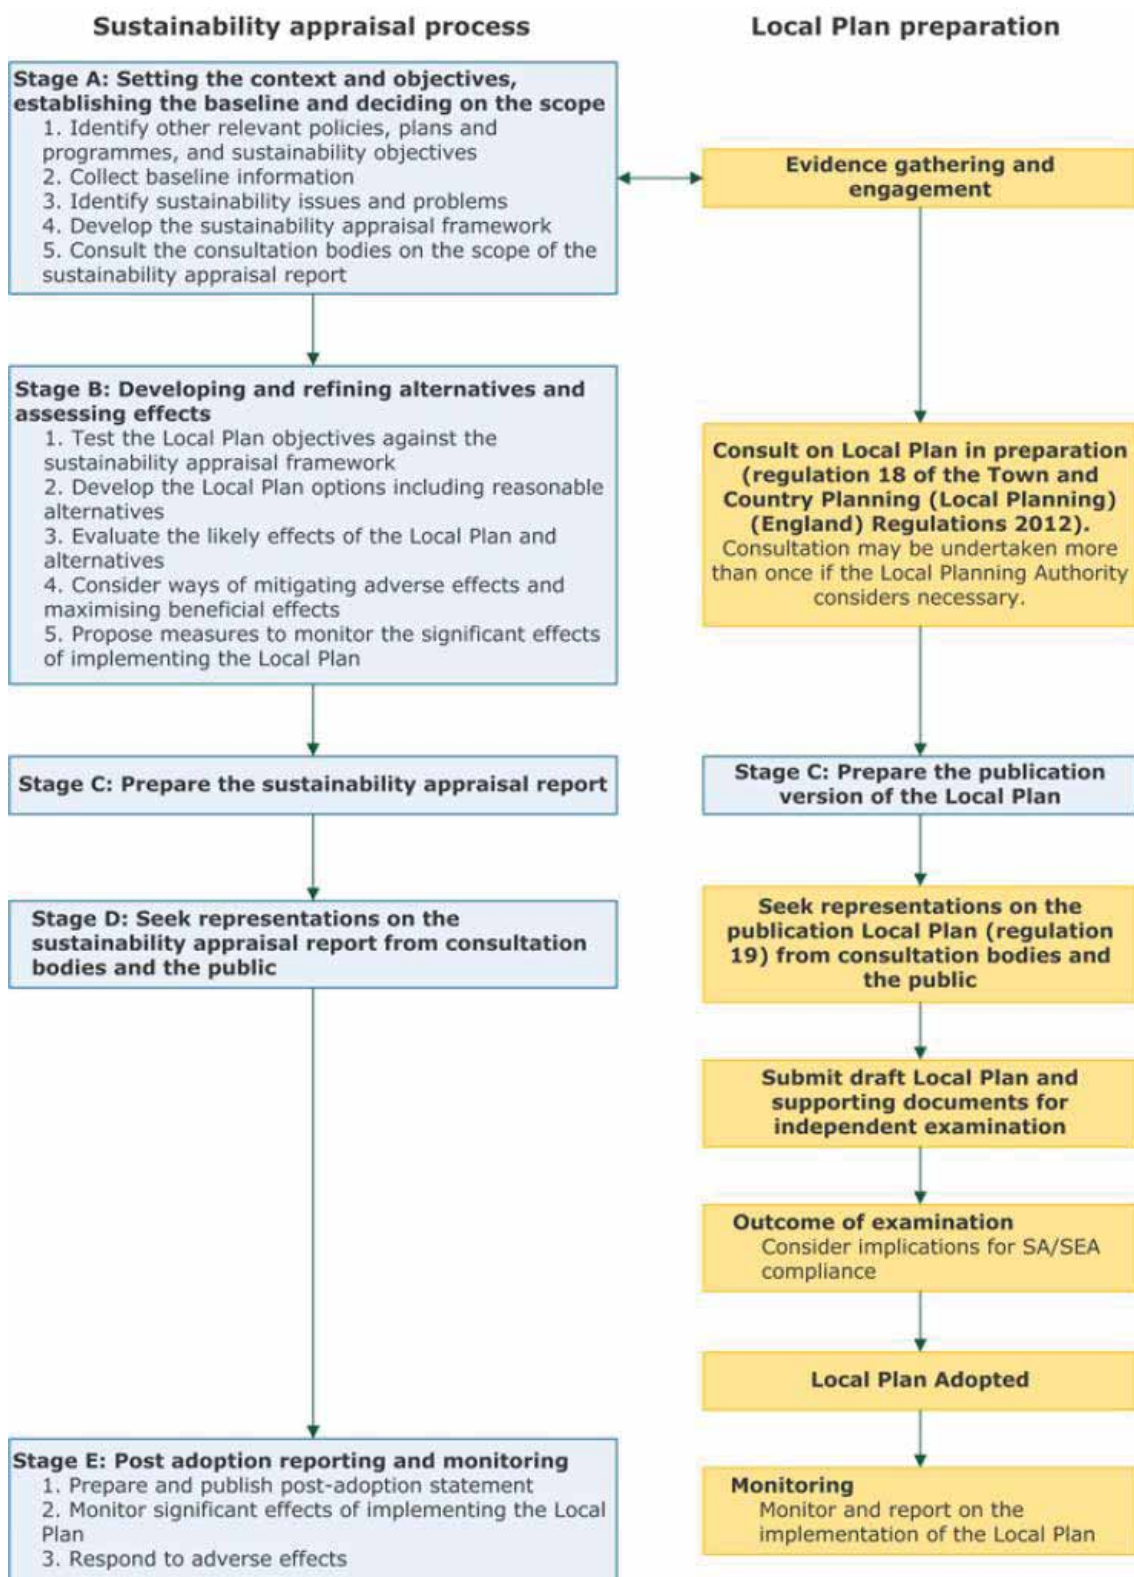 Sustainability appraisal process
Local Plan preparation
Stage A: Setting the context and objectives,
establishing the baseline and deciding on the scope
1. Identify other relevant policies, plans and
programmes, and sustainability objectives
2. Collect baseline information
3. Identify sustainability issues and problems
4. Develop the sustainability appraisal framework
5. Consult the consultation bodies on the scope of the
sustainability appraisal report
Evidence gathering and
engagement
Stage B: Developing and refining alternatives and
assessing effects
1. Test the Local Plan objectives against the
sustainability appraisal framework
2. Develop the Local Plan options including reasonable
alternatives
3. Evaluate the likely effects of the Local Plan and
alternatives
4. Consider ways of mitigating adverse effects and
maximising beneficial effects
5. Propose measures to monitor the significant effects
of implementing the Local Plan
Consult on Local Plan in preparation
(regulation 18 of the Town and
Country Planning (Local Planning)
(England) Regulations 2012).
Consultation may be undertaken more
than once if the Local Planning Authority
considers necessary.
Stage C: Prepare the sustainability appraisal report
Stage C: Prepare the publication
version of the Local Plan
Stage D: Seek representations on the
sustainability appraisal report from consultation
bodies and the public
Seek representations on the
publication Local Plan (regulation
19) from consultation bodies and
the public
Submit draft Local Plan and
supporting documents for
independent examination
Outcome of examination
Consider implications for SA/SEA
compliance
Local Plan Adopted
Stage E: Post adoption reporting and monitoring
1. Prepare and publish post-adoption statement
2. Monitor significant effects of implementing the Local
Plan
3. Respond to adverse effects
Monitoring
Monitor and report on the
implementation of the Local Plan